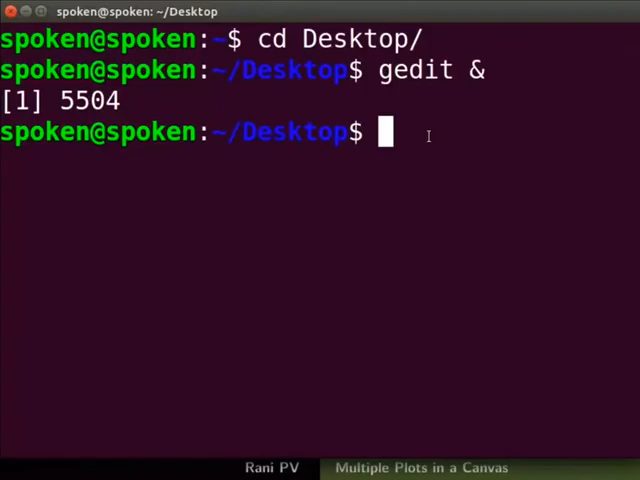 spoken@spoken: ~/Desktop
spoken@spoken:~$ cd Desktop/
spoken@spoken:~/Desktop$ gedit &
[1] 5504
spoken@spoken:~/Desktop$
Rani PV
Multiple Plots in a Canvas